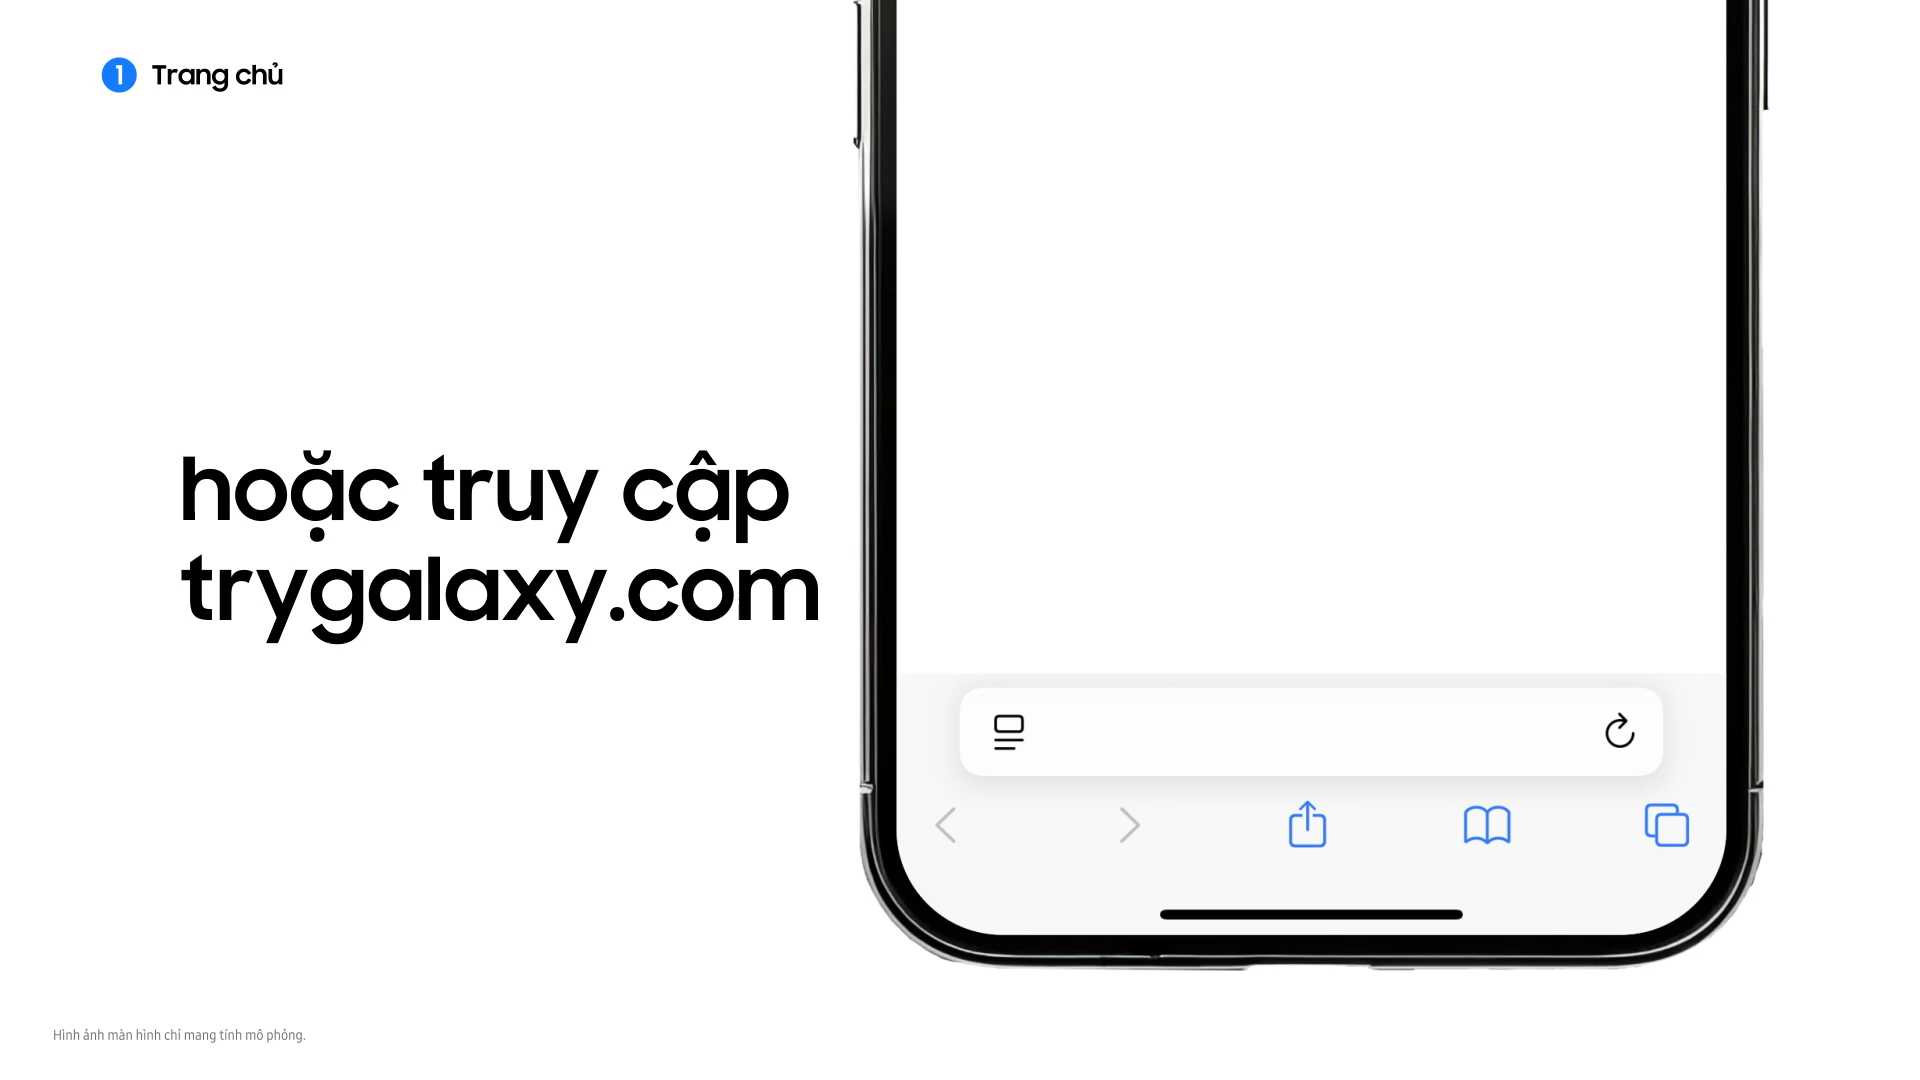 1 Trang chủ
hoặc truy cập
trygalaxy.com
Hình ảnh màn hình chỉ mang tính mô phỏng.